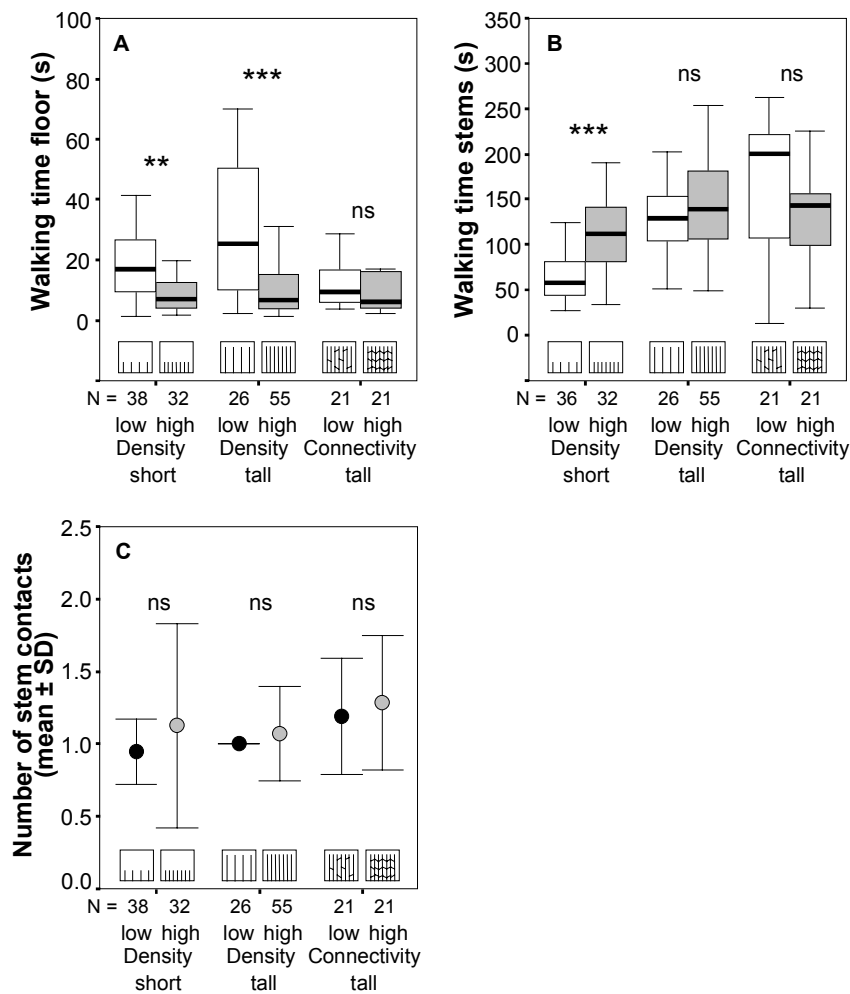 A
Walking time floor (s)
100
80
60
40
20
0
**
***
ns
N = 38 32 26 55 21 21
low high low high low high
Density Density Connectivity
short tall tall
B
Walking time stems (s)
350
300
250
200
150
100
50
0
***
ns
ns
N = 36 32 26 55 21 21
low high low high low high
Density Density Connectivity
short tall tall
C
Number of stem contacts
(mean ± SD)
2.5
2.0
1.5
1.0
0.5
0.0
ns
ns
ns
N = 38 32 26 55 21 21
low high low high low high
Density Density Connectivity
short tall tall